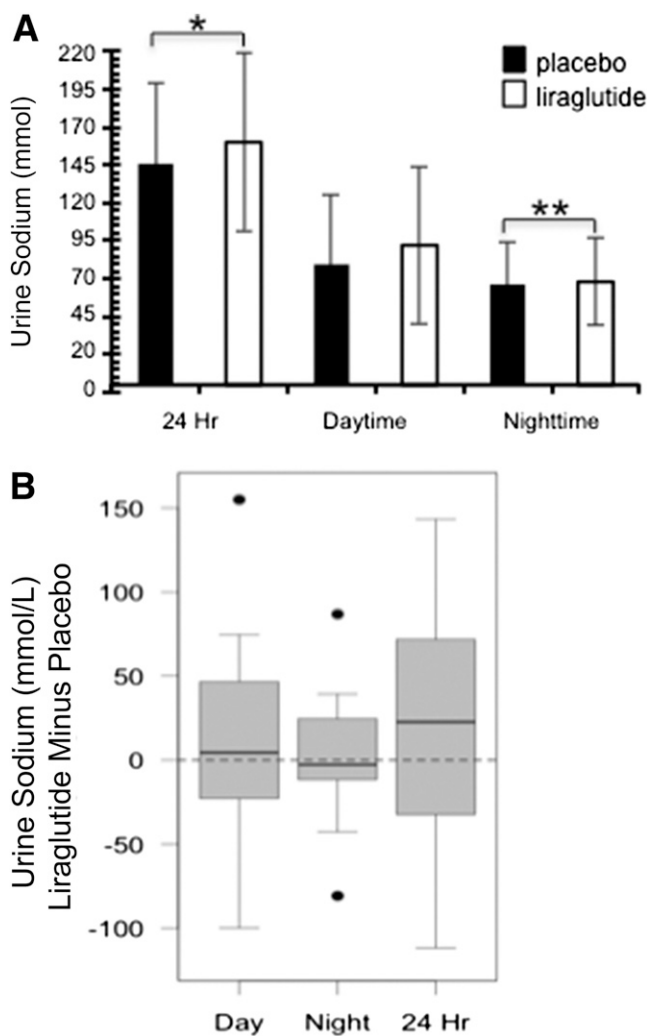 A
Urine Sodium (mmol)
220
195
170
145
120
95
70
45
20
0
*
**
placebo
liraglutide
24 Hr Daytime Nighttime
B
Urine Sodium (mmol/L)
Liraglutide Minus Placebo
150
100
50
0
-50
-100
Day Night 24 Hr